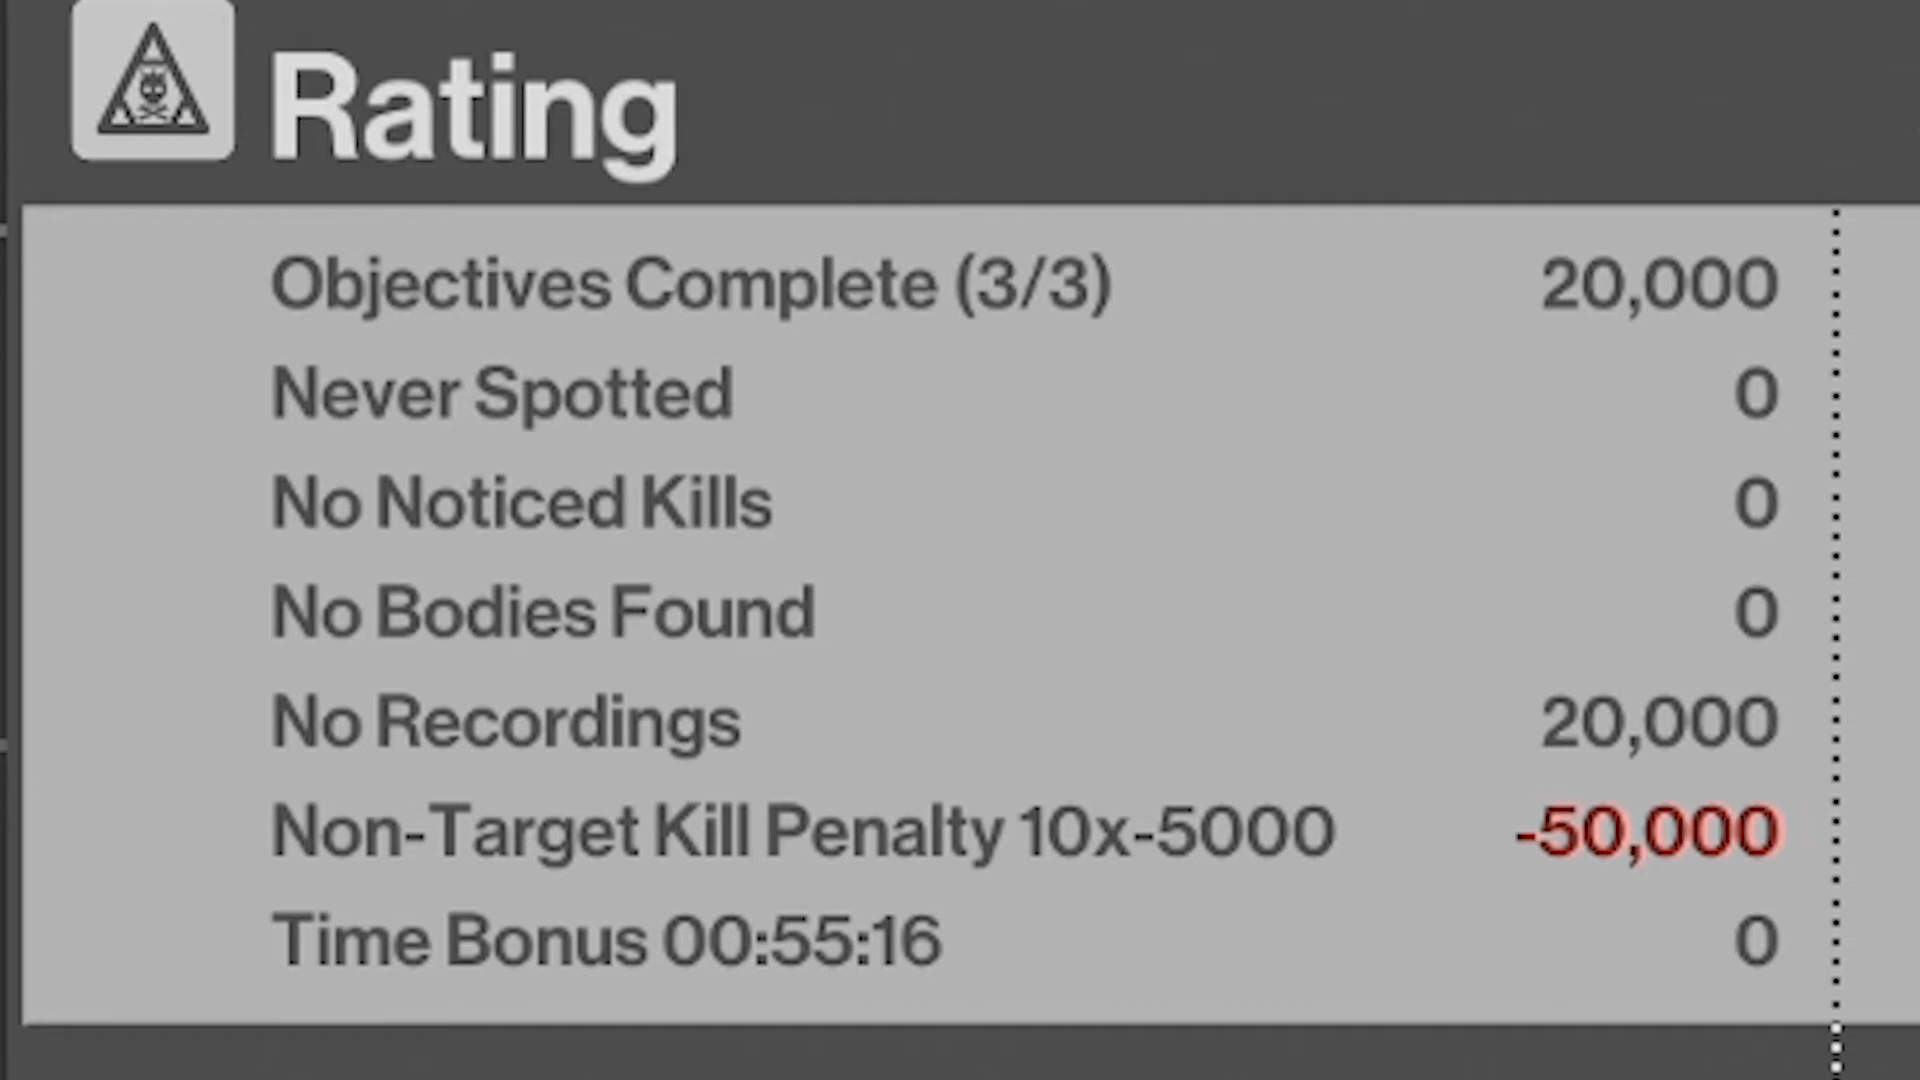 Rating
Objectives Complete (3/3) 20,000
Never Spotted 0
No Noticed Kills 0
No Bodies Found 0
No Recordings 20,000
Non-Target Kill Penalty 10x-5000 -50,000
Time Bonus 00:55:16 0